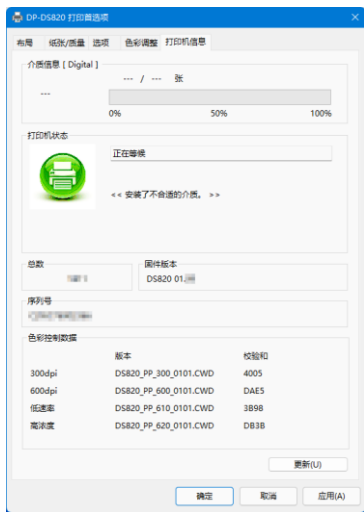 DP-DS820 打印首选项
布局 纸张/质量 选项 色彩调整 打印机信息
介质信息 [ Digital ]
--- / --- 张
---
0% 50% 100%
打印机状态
正在等候
<< 安装了不合适的介质。 >>
总数 固件版本
DS820 01.
序列号
色彩控制数据
版本 校验和
300dpi DS820_PP_300_0101.CWD 4005
600dpi DS820_PP_600_0101.CWD DAE5
低速率 DS820_PP_610_0101.CWD 3B98
高浓度 DS820_PP_620_0101.CWD DB3B
更新(U)
确定 取消 应用(A)